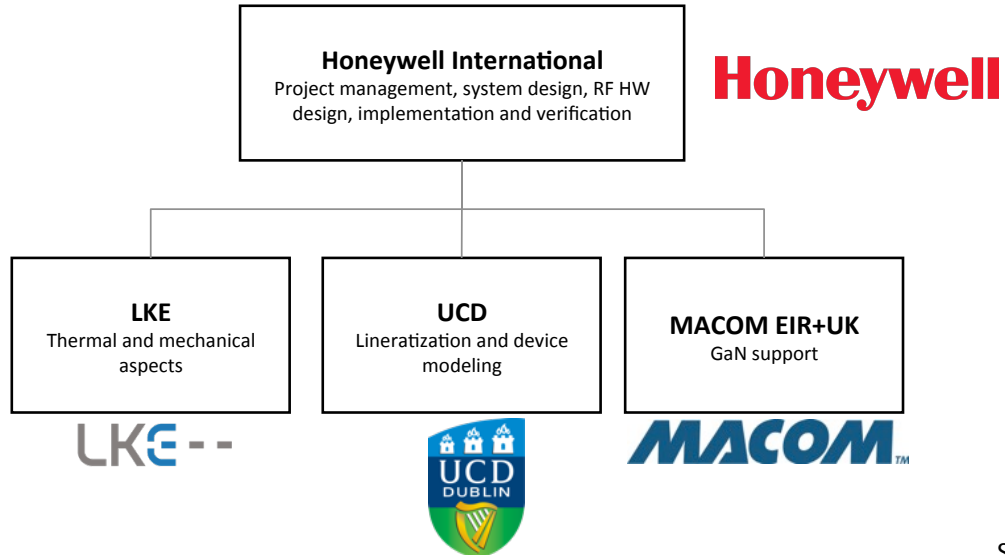 Honeywell International
Project management, system design, RF HW
design, implementation and verification
Honeywell
LKE
Thermal and mechanical
aspects
UCD
Lineratization and device
modeling
MACOM EIR+UK
GaN support
LKE--
UCD
DUBLIN
MACOM™
S